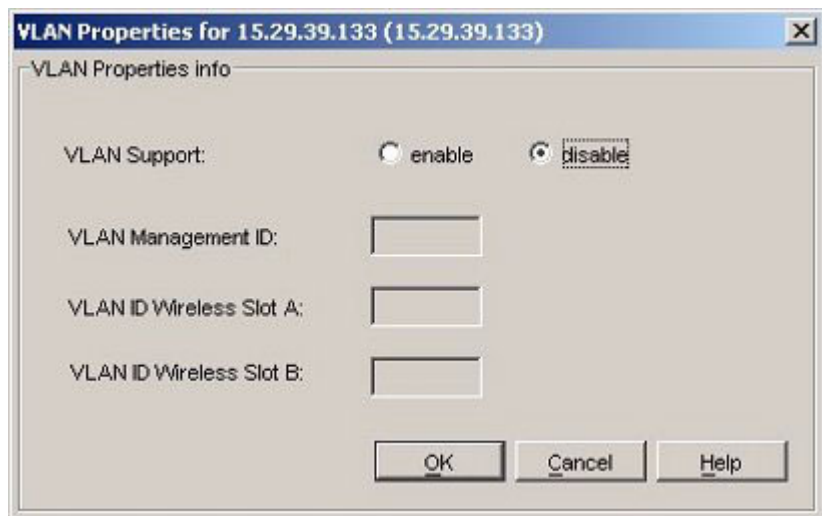 VLAN Properties for 15.29.39.133 (15.29.39.133)
VLAN Properties info
VLAN Support: enable disable
VLAN Management ID:
VLAN ID Wireless Slot A:
VLAN ID Wireless Slot B:
OK Cancel Help